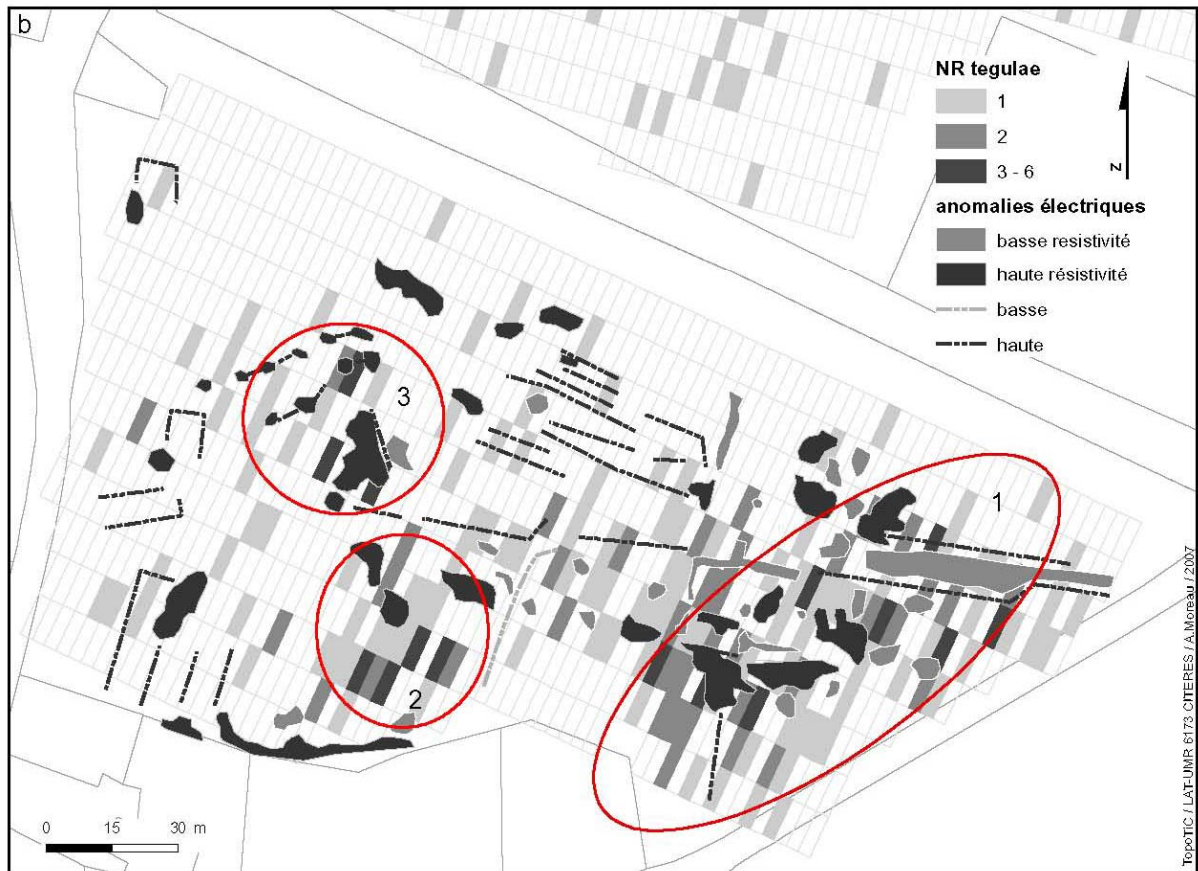 b
NR tegulae
1
2
3 - 6
anomalies électriques
basse resistivité
haute résistivité
basse
haute
N
3
1
2
0 15 30 m
TopoTiC / LAT-UMR 6173 CITERES / A.Moreau / 2007